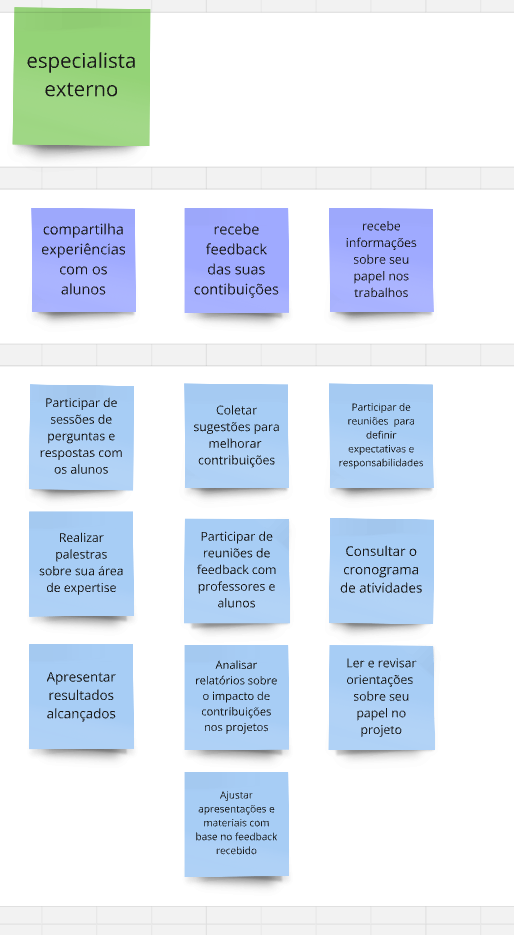 especialista
externo
compartilha
experiências
com os
alunos
recebe
feedback
das suas
contibuições
recebe
informações
sobre seu
papel nos
trabalhos
Participar de
sessões de
perguntas e
respostas com
os alunos
Coletar
sugestões para
melhorar
contribuições
Participar de
reuniões para
definir
expectativas e
responsabilidades
Realizar
palestras
sobre sua área
de expertise
Participar de
reuniões de
feedback com
professores e
alunos
Consultar o
cronograma
de atividades
Apresentar
resultados
alcançados
Analisar
relatórios sobre
o impacto de
contribuições
nos projetos
Ler e revisar
orientações
sobre seu
papel no
projeto
Ajustar
apresentações e
materiais com
base no feedback
recebido